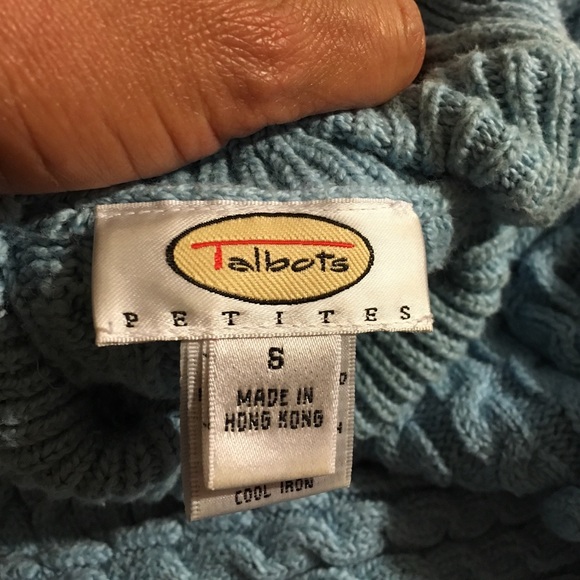 Talbots
PETITES
S
MADE IN
HONG KONG
COOL IRON